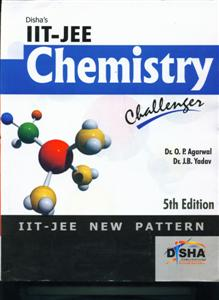 Disha's
IIT-JEE
Chemistry
Challenger
Dr. O. P. Agarwal
Dr. J.B. Yadav
5th Edition
IIT-JEE NEW PATTERN
DISHA